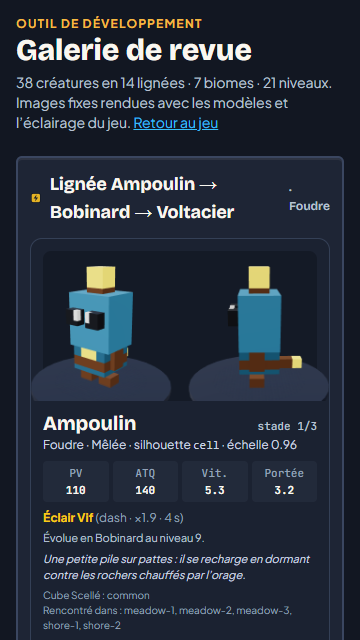 OUTIL DE DÉVELOPPEMENT
Galerie de revue
38 créatures en 14 lignées · 7 biomes · 21 niveaux.
Images fixes rendues avec les modèles et
l'éclairage du jeu. Retour au jeu
Lignée Ampoulin →
Bobinard → Voltacier
· Foudre
Ampoulin
stade 1/3
Foudre · Mêlée · silhouette cell · échelle 0.96
PV ATQ Vit. Portée
110 140 5.3 3.2
Éclair Vif (dash · ×1.9 · 4 s)
Évolue en Bobinard au niveau 9.
Une petite pile sur pattes : il se recharge en dormant
contre les rochers chauffés par l'orage.
Cube Scellé : common
Rencontré dans : meadow-1, meadow-2, meadow-3,
shore-1, shore-2